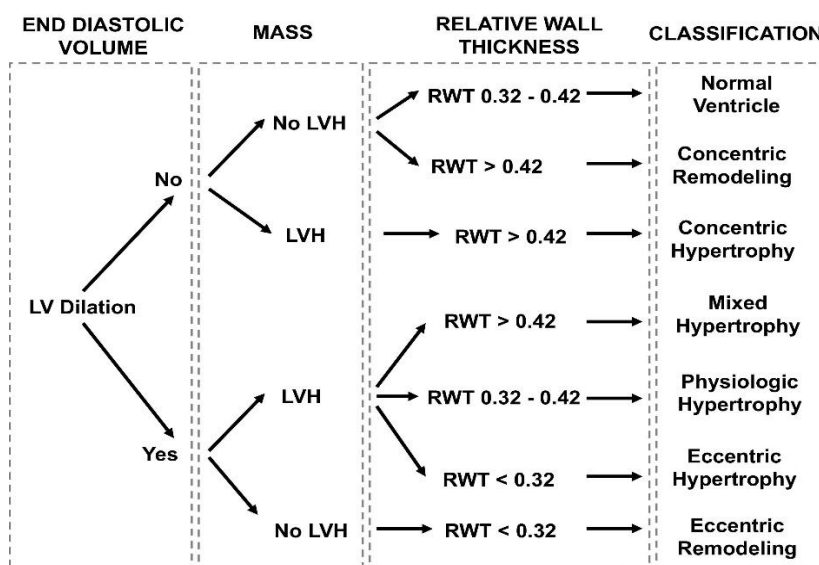 END DIASTOLIC
VOLUME
MASS
RELATIVE WALL
THICKNESS
CLASSIFICATION
No LVH
RWT 0.32 - 0.42
Normal
Ventricle
No
RWT > 0.42
Concentric
Remodeling
LVH
RWT > 0.42
Concentric
Hypertrophy
LV Dilation
RWT > 0.42
Mixed
Hypertrophy
LVH
RWT 0.32 - 0.42
Physiologic
Hypertrophy
Yes
RWT < 0.32
Eccentric
Hypertrophy
No LVH
RWT < 0.32
Eccentric
Remodeling